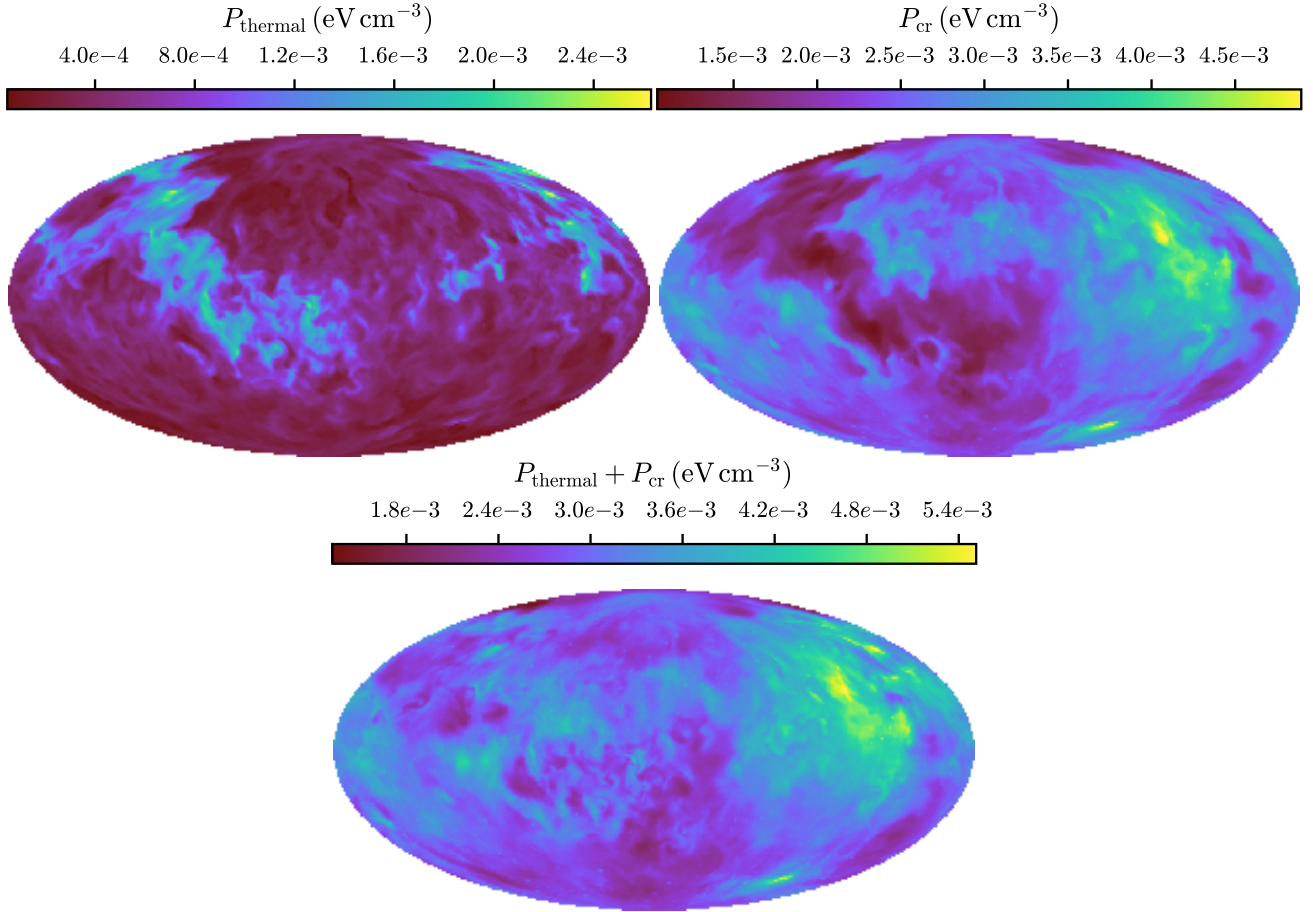 P_thermal (eV cm^−3)
4.0e−4 8.0e−4 1.2e−3 1.6e−3 2.0e−3 2.4e−3
P_cr (eV cm^−3)
1.5e−3 2.0e−3 2.5e−3 3.0e−3 3.5e−3 4.0e−3 4.5e−3
P_thermal + P_cr (eV cm^−3)
1.8e−3 2.4e−3 3.0e−3 3.6e−3 4.2e−3 4.8e−3 5.4e−3